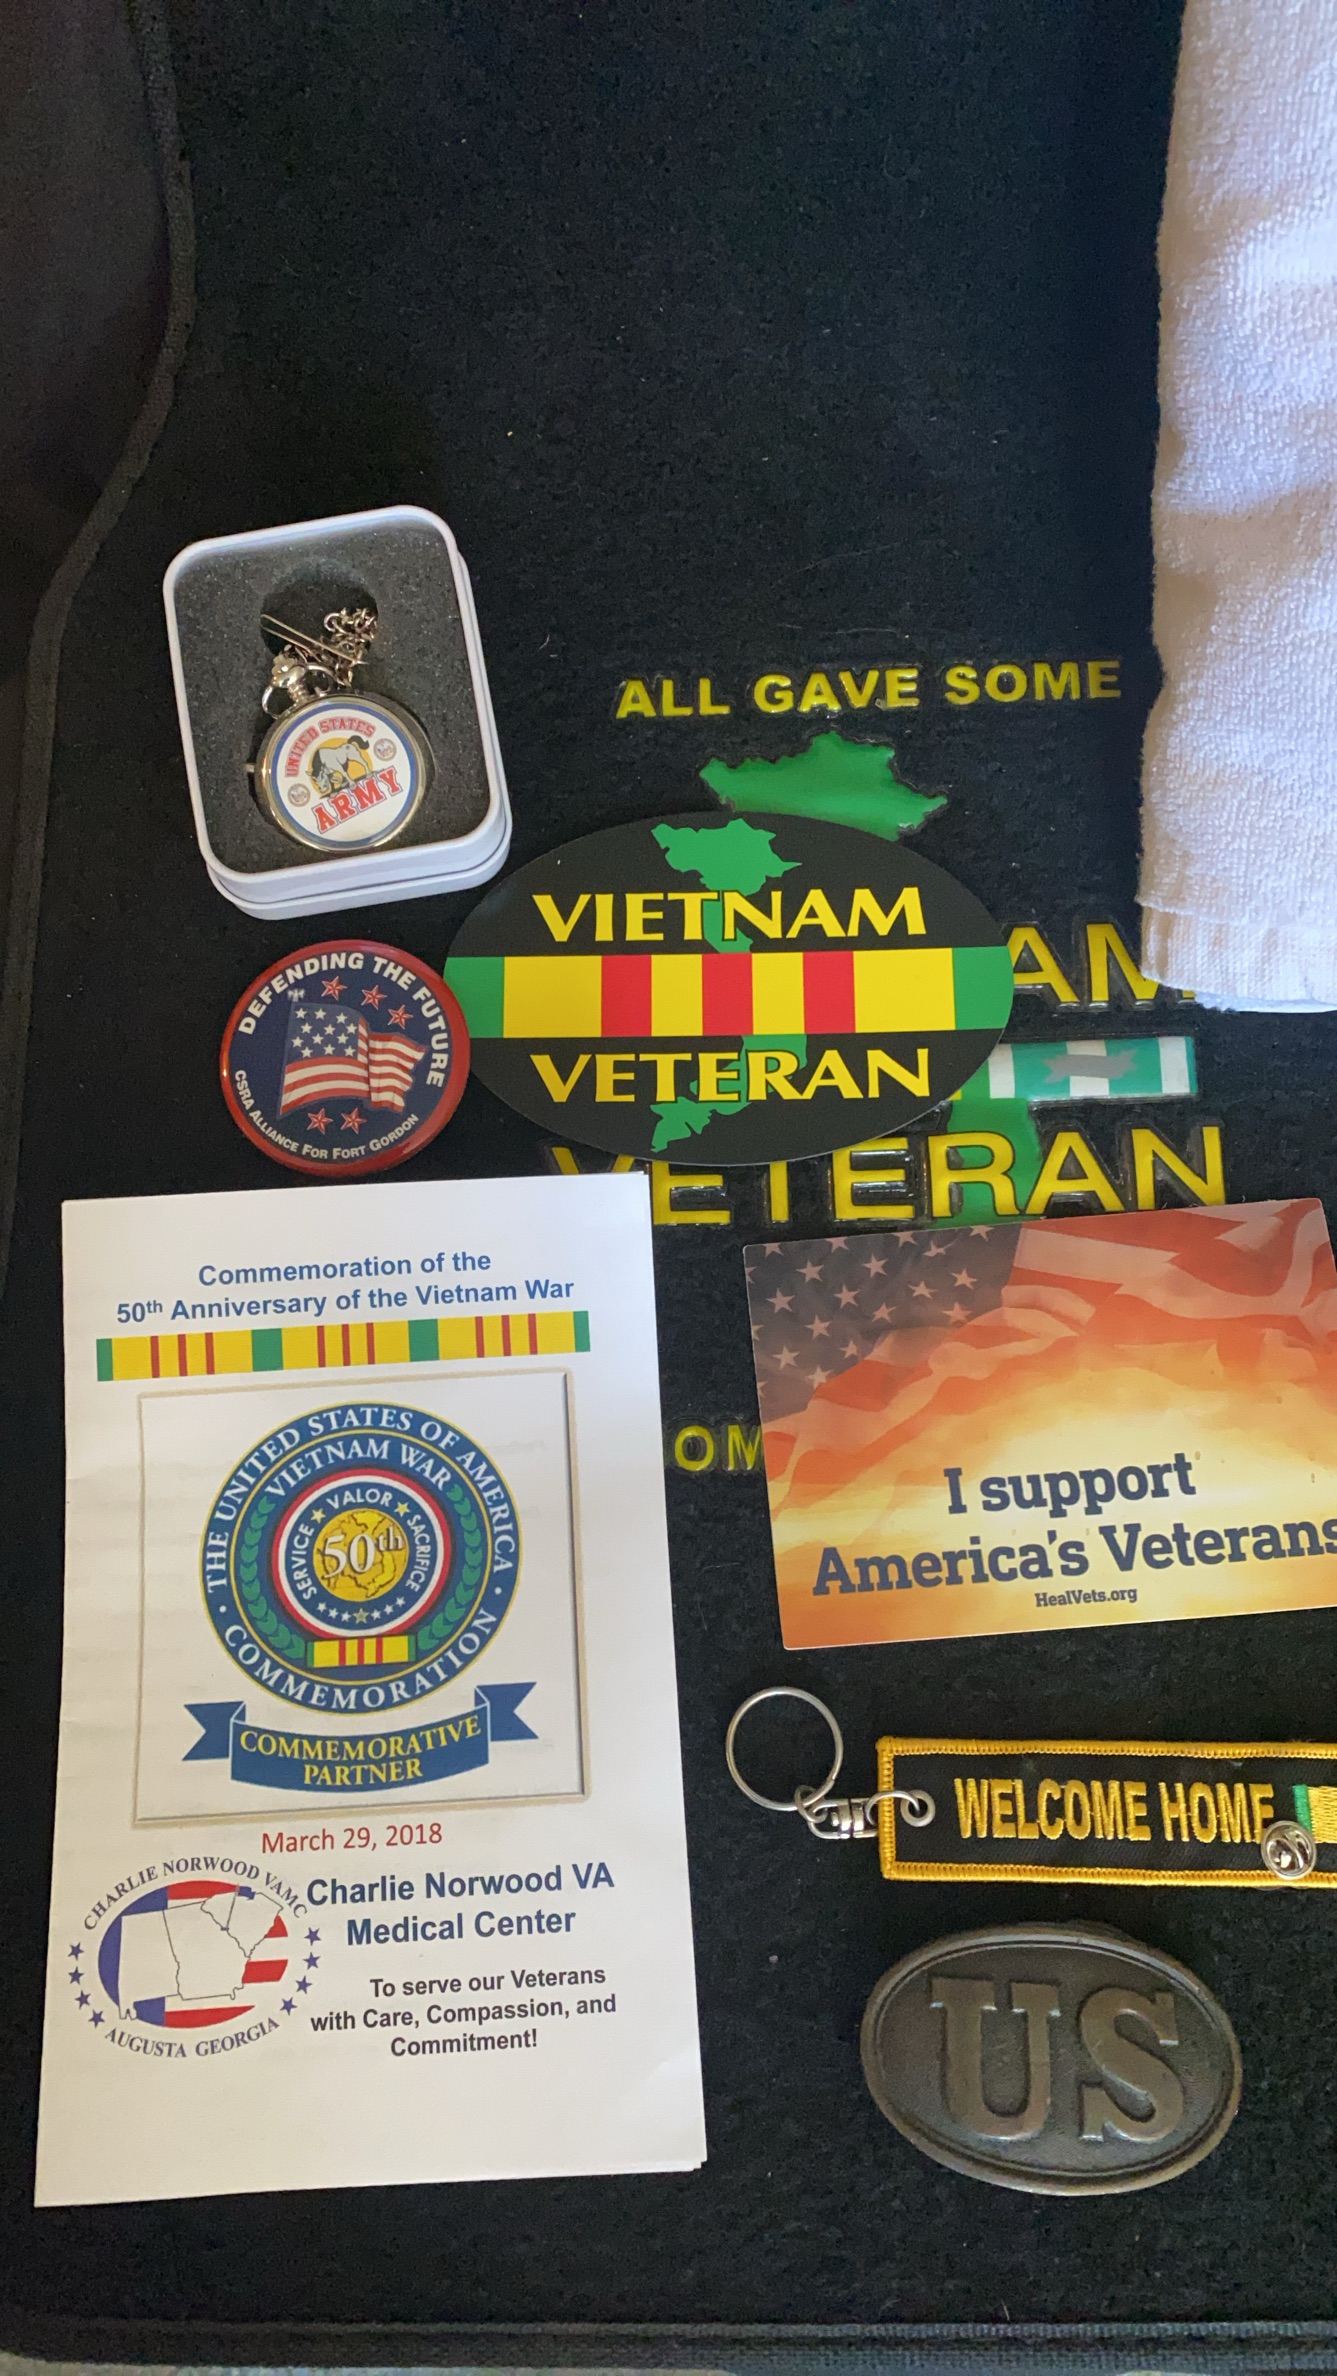 UNITED STATES
ARMY
ALL GAVE SOME
VIETNAM
VETERAN
AM
VETERAN
DEFENDING THE FUTURE
CSRA ALLIANCE FOR FORT GORDON
Commemoration of the
50th Anniversary of the Vietnam War
THE UNITED STATES OF AMERICA
VIETNAM WAR
SERVICE ★ VALOR ★ SACRIFICE
50th
COMMEMORATION
COMMEMORATIVE
PARTNER
March 29, 2018
CHARLIE NORWOOD VAMC
AUGUSTA GEORGIA
Charlie Norwood VA
Medical Center
To serve our Veterans
with Care, Compassion, and
Commitment!
OM
I support
America's Veterans
HealVets.org
WELCOME HOME
US